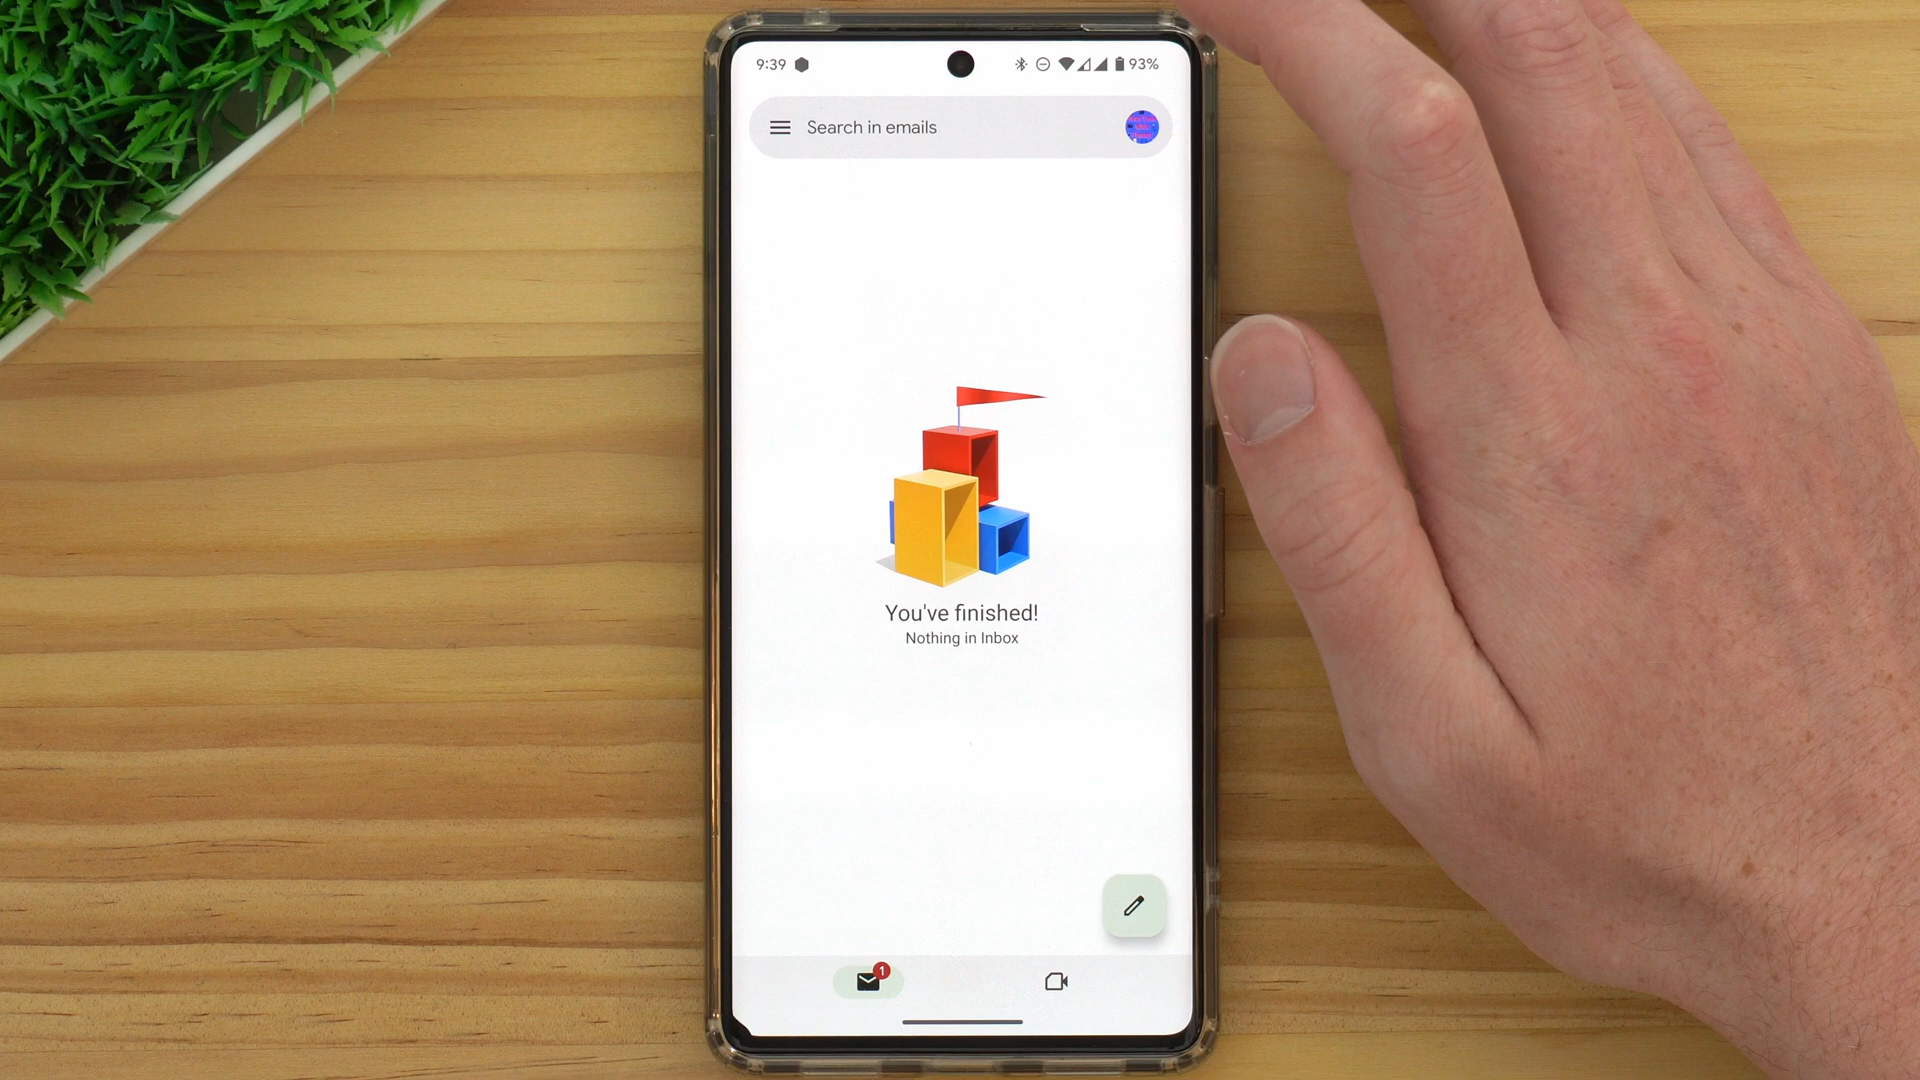 9:39 93%
Search in emails
You've finished!
Nothing in Inbox
1